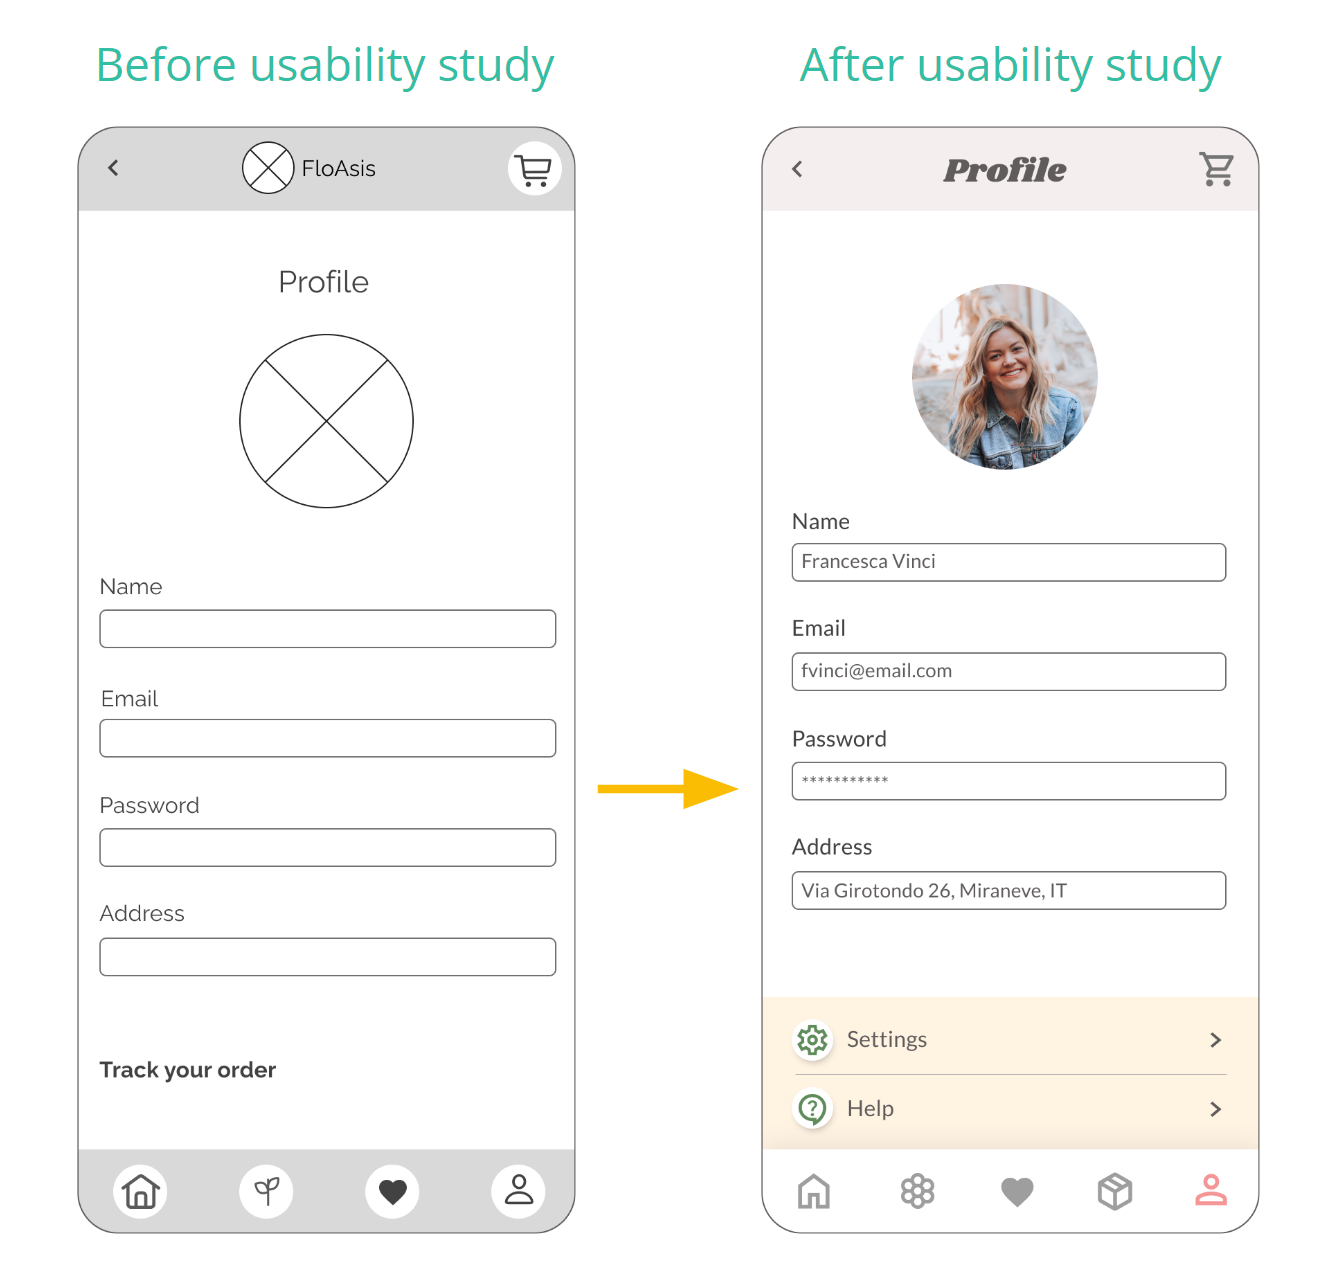 Before usability study
After usability study
FloAsis
Profile
Name
Email
Password
Address
Track your order
Profile
Name
Francesca Vinci
Email
fvinci@email.com
Password
***********
Address
Via Girotondo 26, Miraneve, IT
Settings
Help